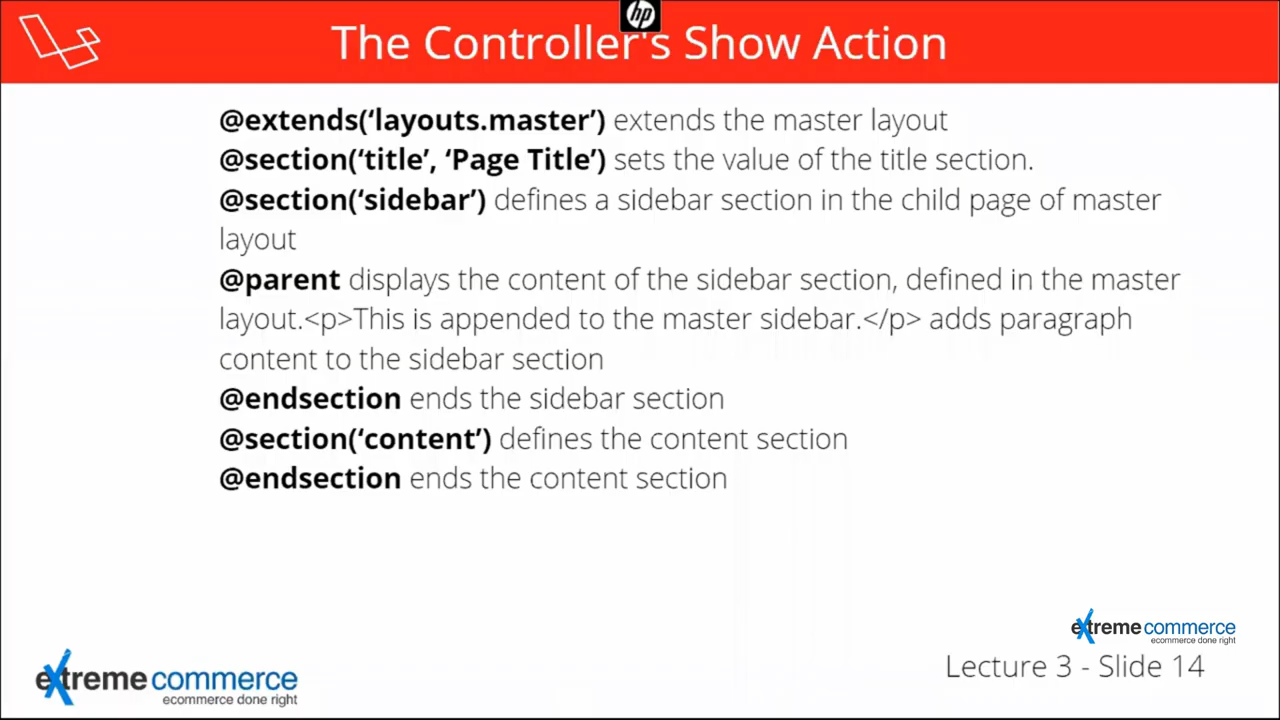 hp
The Controller's Show Action
@extends(‘layouts.master’) extends the master layout
@section(‘title’, ‘Page Title’) sets the value of the title section.
@section(‘sidebar’) defines a sidebar section in the child page of master
layout
@parent displays the content of the sidebar section, defined in the master
layout.<p>This is appended to the master sidebar.</p> adds paragraph
content to the sidebar section
@endsection ends the sidebar section
@section(‘content’) defines the content section
@endsection ends the content section
extreme commerce
ecommerce done right
Lecture 3 - Slide 14
extreme commerce
ecommerce done right